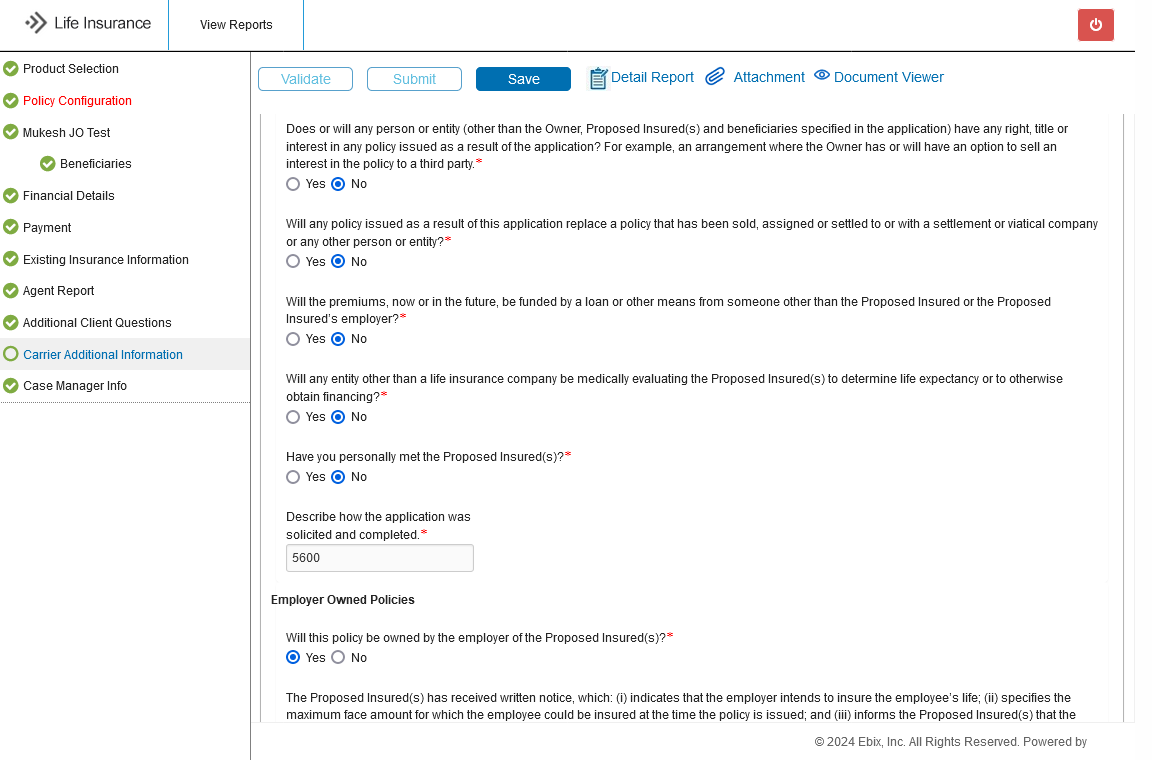 Life Insurance
View Reports
Product Selection
Policy Configuration
Mukesh JO Test
Beneficiaries
Financial Details
Payment
Existing Insurance Information
Agent Report
Additional Client Questions
Carrier Additional Information
Case Manager Info
Validate
Submit
Save
Detail Report
Attachment
Document Viewer
Does or will any person or entity (other than the Owner, Proposed Insured(s) and beneficiaries specified in the application) have any right, title or
interest in any policy issued as a result of the application? For example, an arrangement where the Owner has or will have an option to sell an
interest in the policy to a third party.*
Yes No
Will any policy issued as a result of this application replace a policy that has been sold, assigned or settled to or with a settlement or viatical company
or any other person or entity?*
Yes No
Will the premiums, now or in the future, be funded by a loan or other means from someone other than the Proposed Insured or the Proposed
Insured's employer?*
Yes No
Will any entity other than a life insurance company be medically evaluating the Proposed Insured(s) to determine life expectancy or to otherwise
obtain financing?*
Yes No
Have you personally met the Proposed Insured(s)?*
Yes No
Describe how the application was
solicited and completed.*
5600
Employer Owned Policies
Will this policy be owned by the employer of the Proposed Insured(s)?*
Yes No
The Proposed Insured(s) has received written notice, which: (i) indicates that the employer intends to insure the employee's life; (ii) specifies the
maximum face amount for which the employee could be insured at the time the policy is issued; and (iii) informs the Proposed Insured(s) that the
© 2024 Ebix, Inc. All Rights Reserved. Powered by